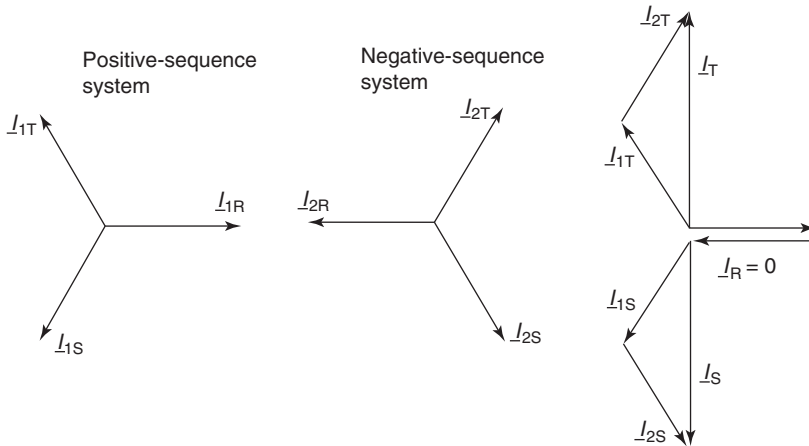 Positive-sequence
system
I1T
I1R
I1S
Negative-sequence
system
I2T
I2R
I2S
I2T
IT
I1T
IR = 0
I1S
IS
I2S